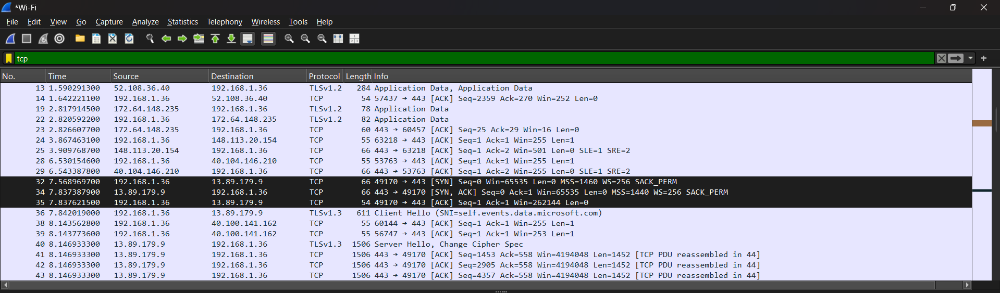 *Wi-Fi
File Edit View Go Capture Analyze Statistics Telephony Wireless Tools Help
tcp
No. Time Source Destination Protocol Length Info
13 1.590291300 52.108.36.40 192.168.1.36 TLSv1.2 284 Application Data, Application Data
14 1.642221100 192.168.1.36 52.108.36.40 TCP 54 57437 → 443 [ACK] Seq=2359 Ack=270 Win=252 Len=0
19 2.817914500 172.64.148.235 192.168.1.36 TLSv1.2 78 Application Data
22 2.820592200 192.168.1.36 172.64.148.235 TLSv1.2 82 Application Data
23 2.826607700 172.64.148.235 192.168.1.36 TCP 60 443 → 60457 [ACK] Seq=25 Ack=29 Win=16 Len=0
24 3.867463100 192.168.1.36 148.113.20.154 TCP 55 63218 → 443 [ACK] Seq=1 Ack=1 Win=255 Len=1
25 3.909768700 148.113.20.154 192.168.1.36 TCP 66 443 → 63218 [ACK] Seq=1 Ack=2 Win=501 Len=0 SLE=1 SRE=2
28 6.530154600 192.168.1.36 40.104.146.210 TCP 55 53763 → 443 [ACK] Seq=1 Ack=1 Win=255 Len=1
29 6.543387800 40.104.146.210 192.168.1.36 TCP 66 443 → 53763 [ACK] Seq=1 Ack=2 Win=255 Len=0 SLE=1 SRE=2
32 7.568969700 192.168.1.36 13.89.179.9 TCP 66 49170 → 443 [SYN] Seq=0 Win=65535 Len=0 MSS=1460 WS=256 SACK_PERM
34 7.837387900 13.89.179.9 192.168.1.36 TCP 66 443 → 49170 [SYN, ACK] Seq=0 Ack=1 Win=65535 Len=0 MSS=1440 WS=256 SACK_PERM
35 7.837621500 192.168.1.36 13.89.179.9 TCP 54 49170 → 443 [ACK] Seq=1 Ack=1 Win=262144 Len=0
36 7.842019000 192.168.1.36 13.89.179.9 TLSv1.3 611 Client Hello (SNI=self.events.data.microsoft.com)
38 8.143562800 192.168.1.36 40.100.141.162 TCP 55 60144 → 443 [ACK] Seq=1 Ack=1 Win=255 Len=1
39 8.143773600 192.168.1.36 40.100.141.162 TCP 55 56747 → 443 [ACK] Seq=1 Ack=1 Win=253 Len=1
40 8.146933300 13.89.179.9 192.168.1.36 TLSv1.3 1506 Server Hello, Change Cipher Spec
41 8.146933300 13.89.179.9 192.168.1.36 TCP 1506 443 → 49170 [ACK] Seq=1453 Ack=558 Win=4194048 Len=1452 [TCP PDU reassembled in 44]
42 8.146933300 13.89.179.9 192.168.1.36 TCP 1506 443 → 49170 [ACK] Seq=2905 Ack=558 Win=4194048 Len=1452 [TCP PDU reassembled in 44]
43 8.146933300 13.89.179.9 192.168.1.36 TCP 1506 443 → 49170 [ACK] Seq=4357 Ack=558 Win=4194048 Len=1452 [TCP PDU reassembled in 44]